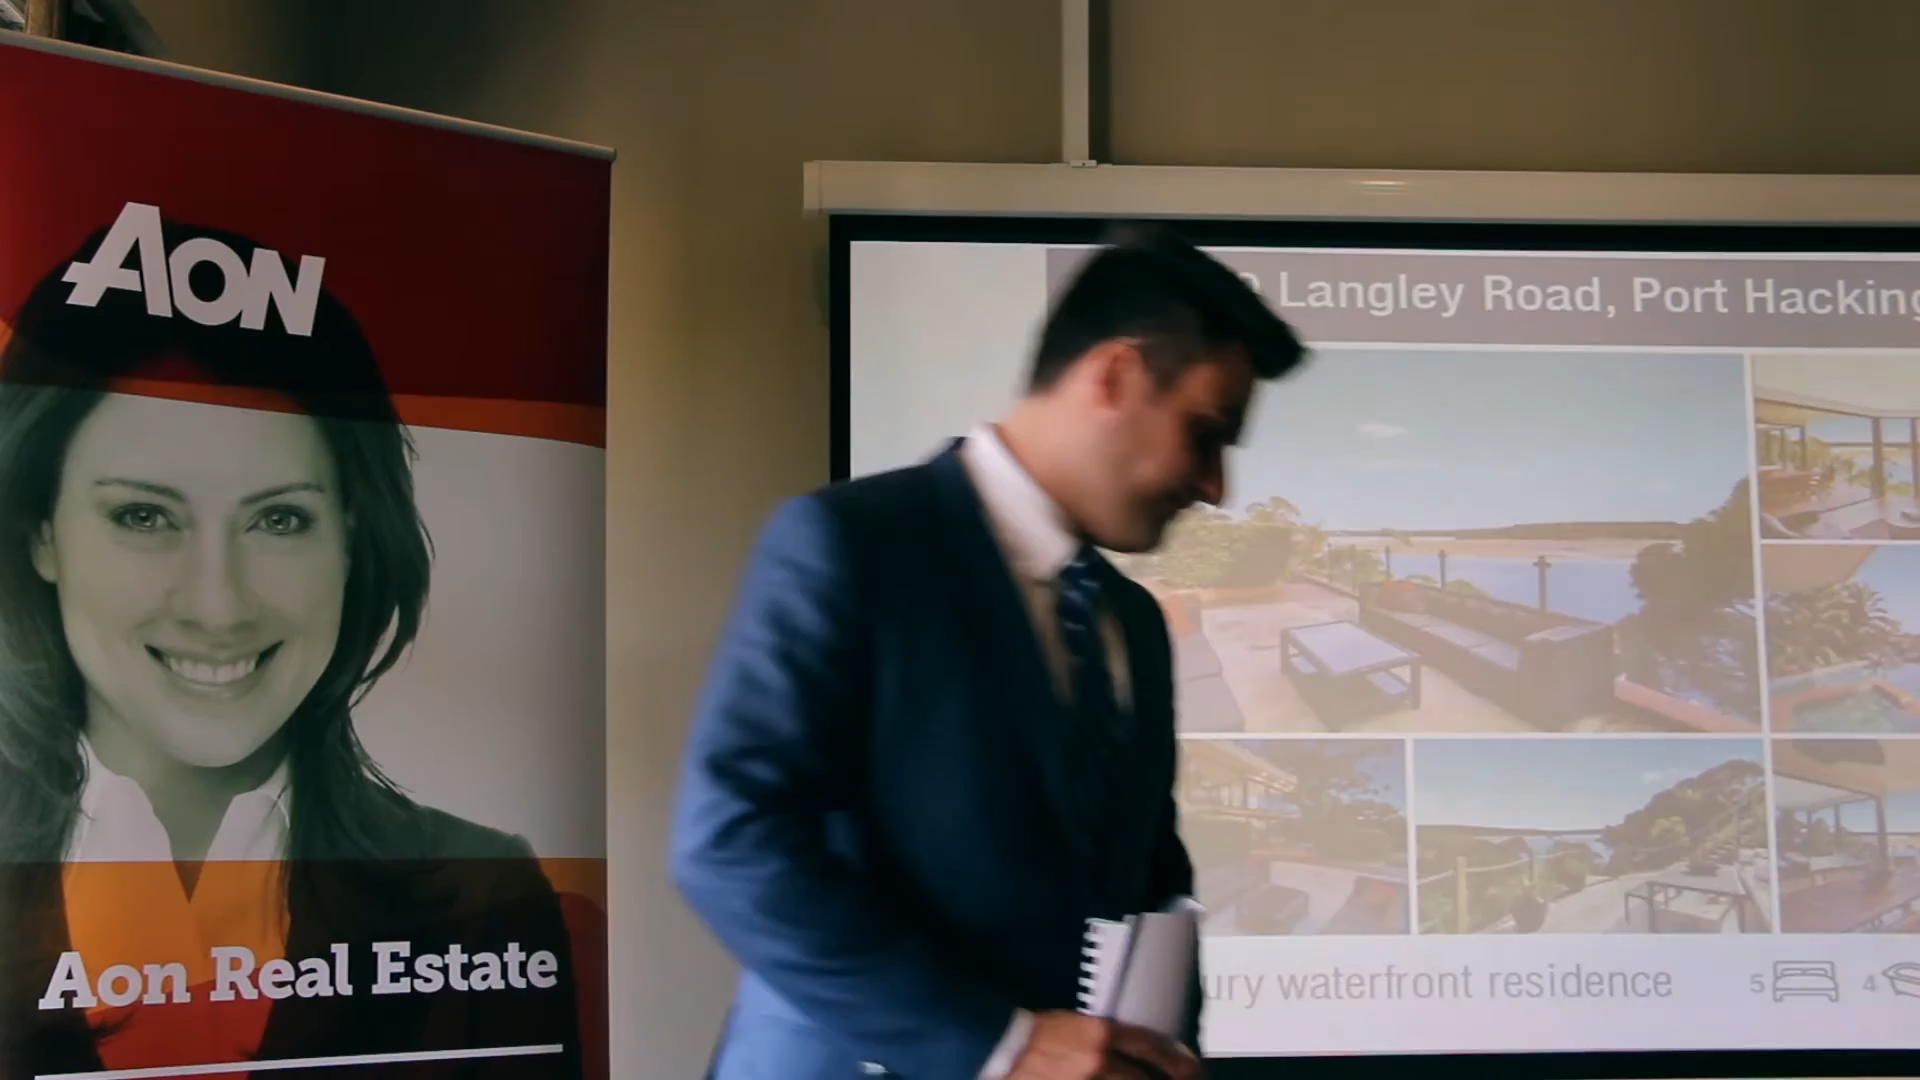 AON
Aon Real Estate
Langley Road, Port Hacking
waterfront residence
5 4